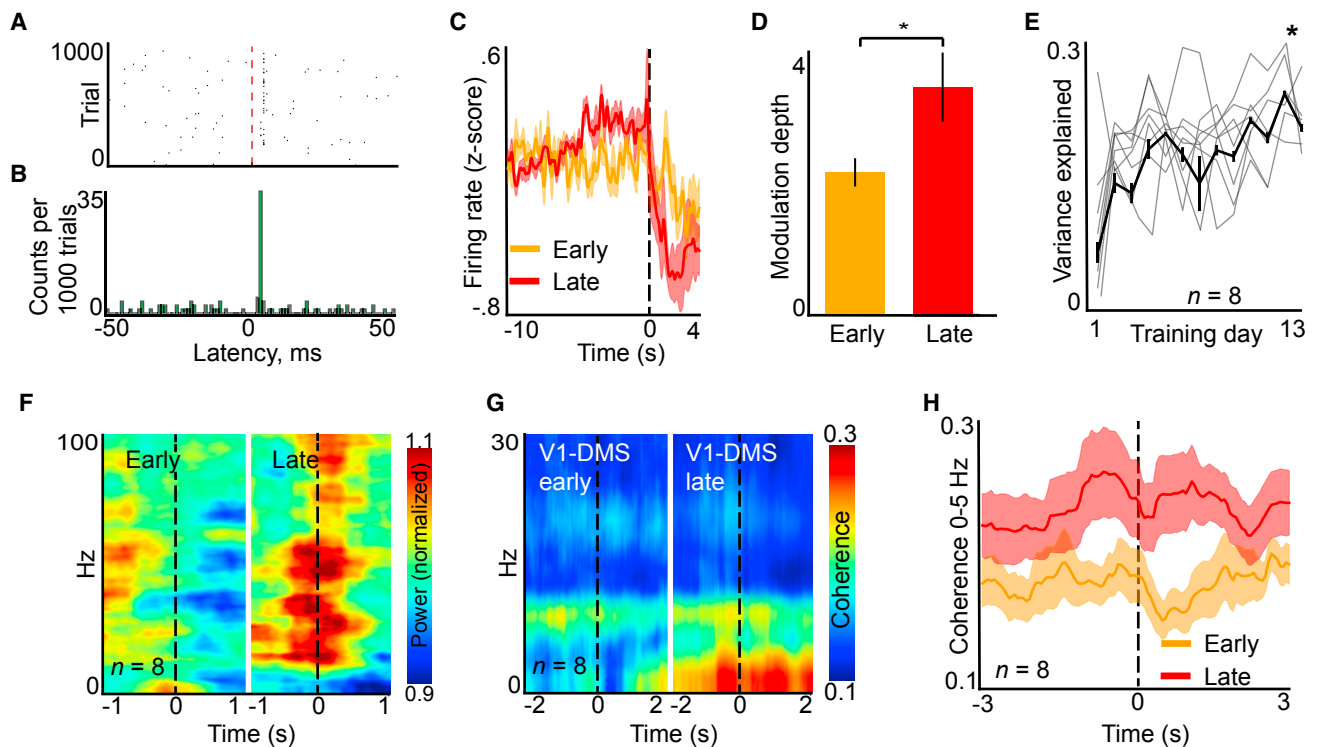 A
1000
Trial
0
B
35
Counts per
1000 trials
0
-50 0 50
Latency, ms
C
.6
Firing rate (z-score)
-.8
Early
Late
-10 0 4
Time (s)
D
*
4
Modulation depth
0
Early Late
E
*
0.3
Variance explained
0
n = 8
1 Training day 13
F
100
Hz
0
Early Late
n = 8
-1 0 1 -1 0 1
Time (s)
1.1
Power (normalized)
0.9
G
30
Hz
0
V1-DMS
early
V1-DMS
late
n = 8
-2 0 2 -2 0 2
Time (s)
0.3
Coherence
0.1
H
0.3
Coherence 0-5 Hz
0.1
n = 8
Early
Late
-3 0 3
Time (s)